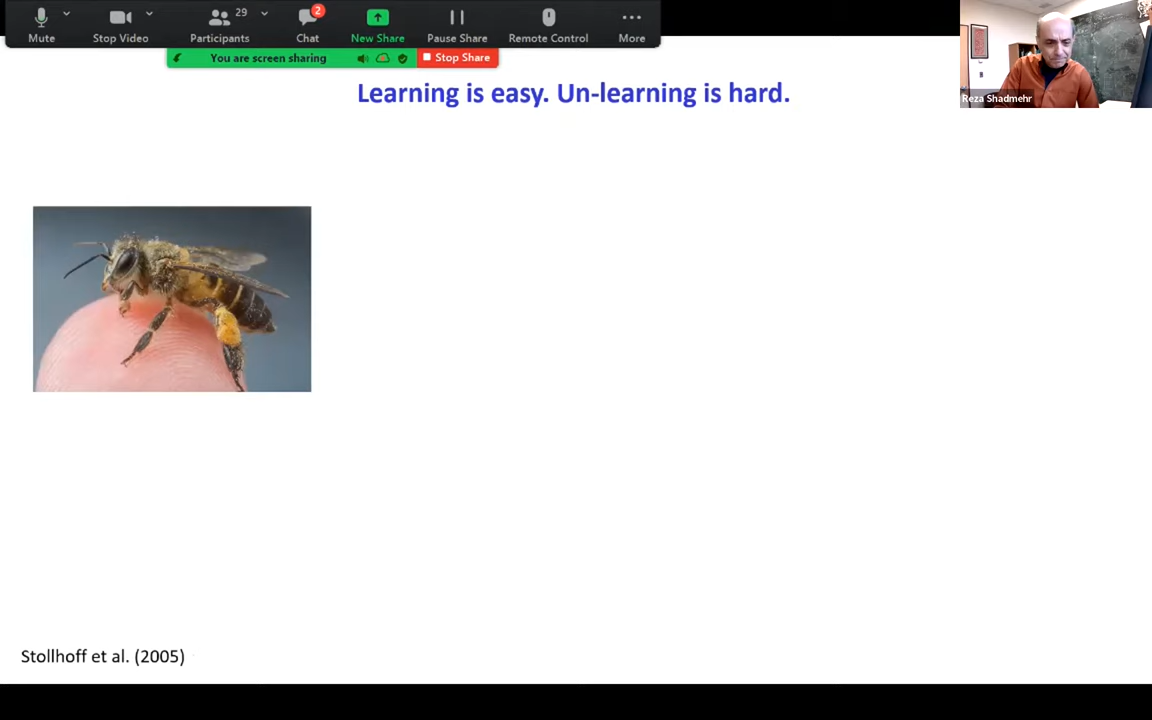 29
2
Mute
Stop Video
Participants
Chat
New Share
Pause Share
Remote Control
More
You are screen sharing
Stop Share
Reza Shadmehr
Learning is easy. Un-learning is hard.
Stollhoff et al. (2005)